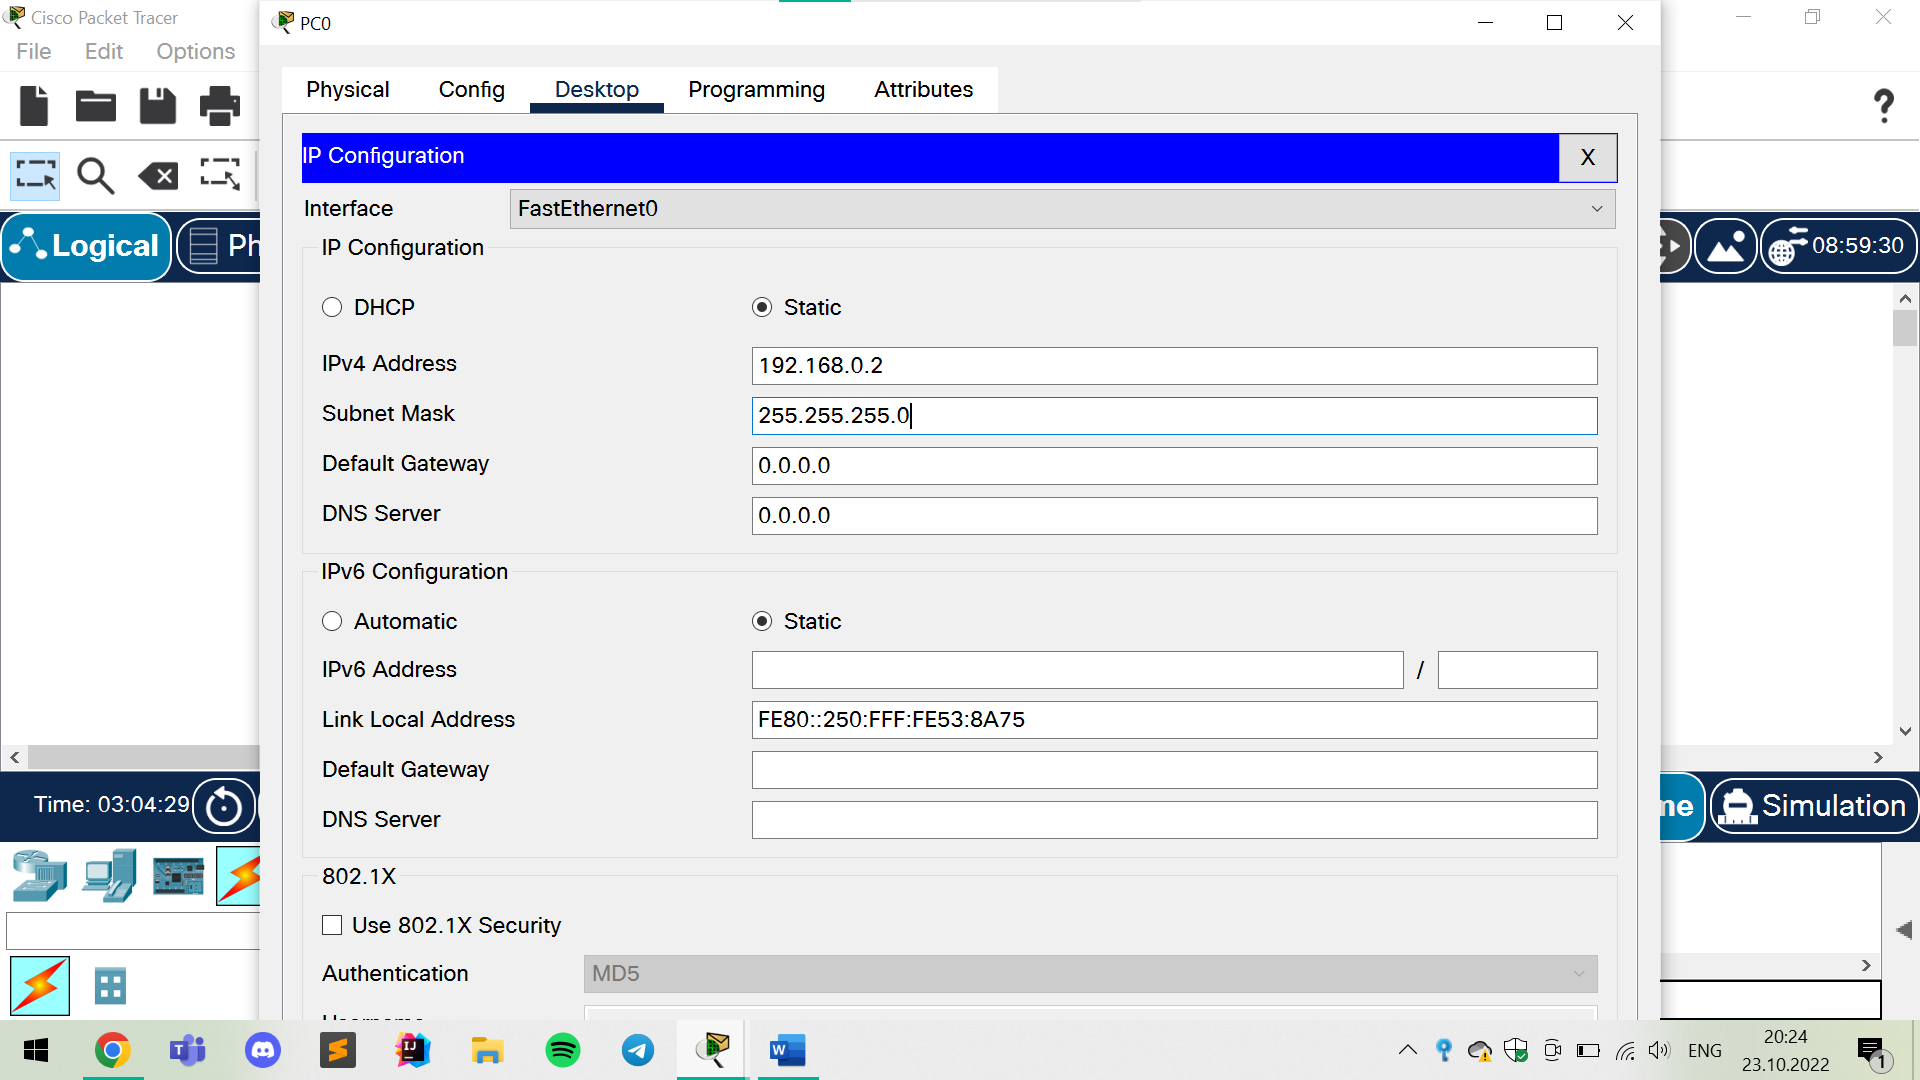 Cisco Packet Tracer
PC0
File Edit Options
Physical Config Desktop Programming Attributes
?
IP Configuration X
Interface FastEthernet0
Logical Ph 08:59:30
IP Configuration
DHCP Static
IPv4 Address 192.168.0.2
Subnet Mask 255.255.255.0
Default Gateway 0.0.0.0
DNS Server 0.0.0.0
IPv6 Configuration
Automatic Static
IPv6 Address /
Link Local Address FE80::250:FFF:FE53:8A75
Default Gateway
Time: 03:04:29 me Simulation
DNS Server
802.1X
Use 802.1X Security
Authentication MD5
ENG 20:24
23.10.2022 1